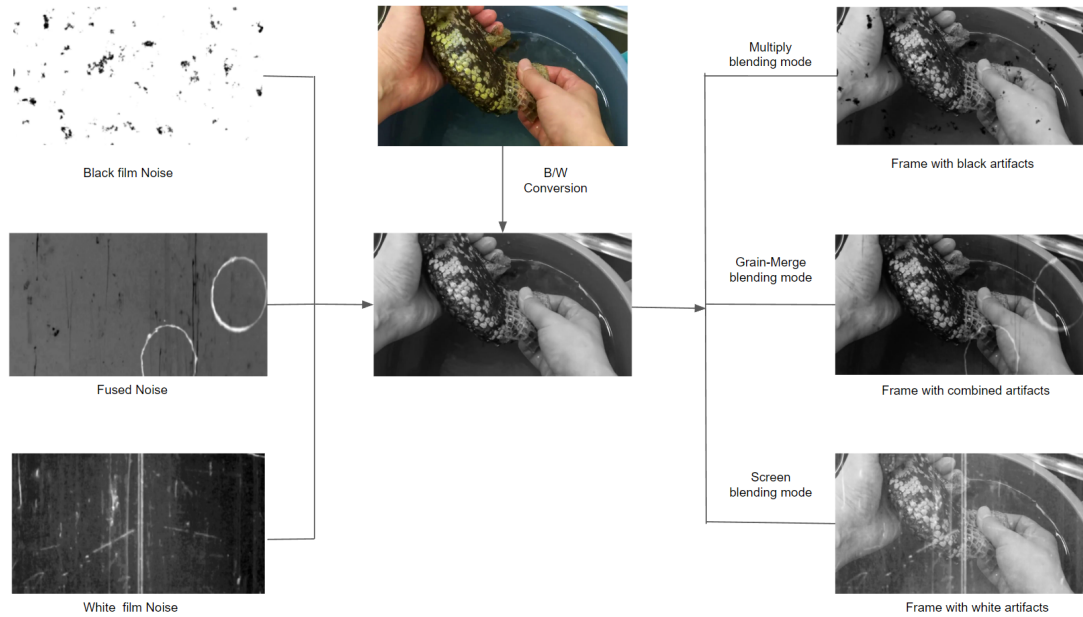 Black film Noise
B/W
Conversion
Multiply
blending mode
Frame with black artifacts
Fused Noise
Grain-Merge
blending mode
Frame with combined artifacts
White film Noise
Screen
blending mode
Frame with white artifacts